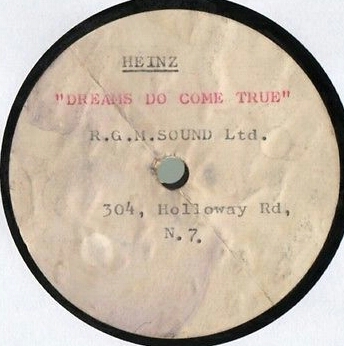 HEINZ
"DREAMS DO COME TRUE"
R.G.M.SOUND Ltd.
304, Holloway Rd,
N.7.